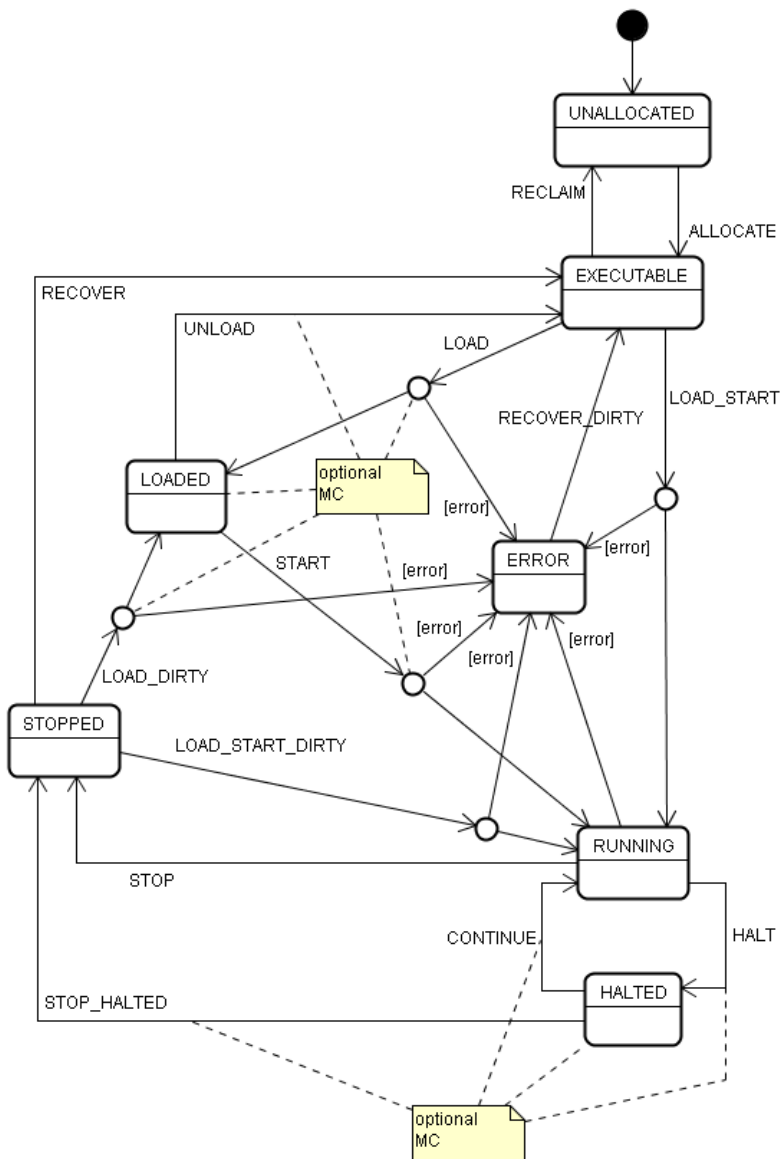 UNALLOCATED
RECLAIM
ALLOCATE
EXECUTABLE
RECOVER
UNLOAD
LOAD
LOAD_START
RECOVER_DIRTY
LOADED
optional
MC
[error]
START
[error]
[error]
ERROR
[error]
[error]
[error]
LOAD_DIRTY
STOPPED
LOAD_START_DIRTY
RUNNING
STOP
CONTINUE
HALT
HALTED
STOP_HALTED
optional
MC